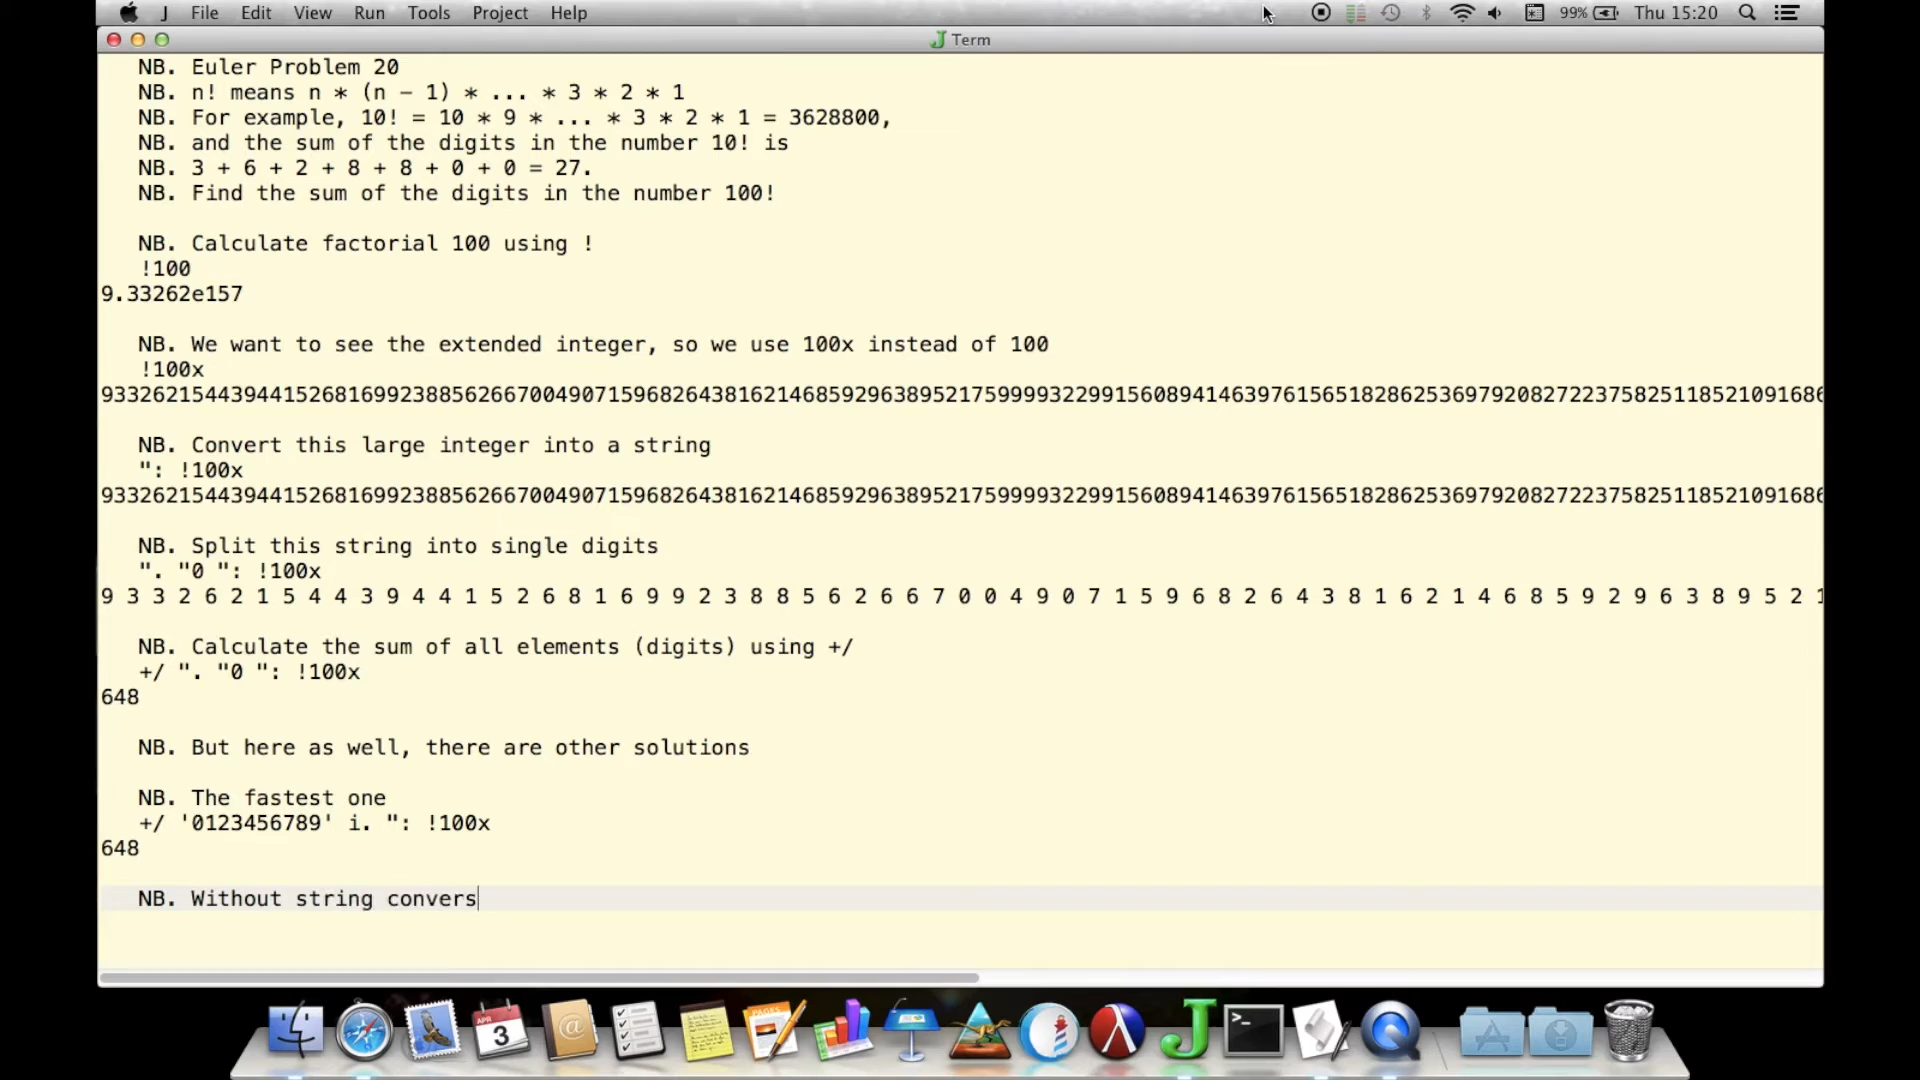 J File Edit View Run Tools Project Help 99% Thu 15:20
Term
NB. Euler Problem 20
NB. n! means n * (n - 1) * ... * 3 * 2 * 1
NB. For example, 10! = 10 * 9 * ... * 3 * 2 * 1 = 3628800,
NB. and the sum of the digits in the number 10! is
NB. 3 + 6 + 2 + 8 + 8 + 0 + 0 = 27.
NB. Find the sum of the digits in the number 100!
NB. Calculate factorial 100 using !
!100
9.33262e157
NB. We want to see the extended integer, so we use 100x instead of 100
!100x
933262154439441526816992388562667004907159682643816214685929638952175999932299156089414639761565182862536979208272237582511852109168​6
NB. Convert this large integer into a string
": !100x
933262154439441526816992388562667004907159682643816214685929638952175999932299156089414639761565182862536979208272237582511852109168​6
NB. Split this string into single digits
". "0 ": !100x
9 3 3 2 6 2 1 5 4 4 3 9 4 4 1 5 2 6 8 1 6 9 9 2 3 8 8 5 6 2 6 6 7 0 0 4 9 0 7 1 5 9 6 8 2 6 4 3 8 1 6 2 1 4 6 8 5 9 2 9 6 3 8 9 5 2 1
NB. Calculate the sum of all elements (digits) using +/
+/ ". "0 ": !100x
648
NB. But here as well, there are other solutions
NB. The fastest one
+/ '0123456789' i. ": !100x
648
NB. Without string convers
APR
3
PAGES